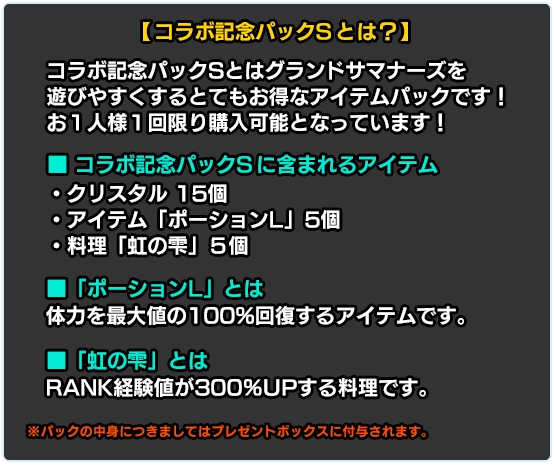 【コラボ記念パックSとは？】
コラボ記念パックSとはグランドサマナーズを
遊びやすくするとてもお得なアイテムパックです！
お１人様１回限り購入可能となっています！
■ コラボ記念パックSに含まれるアイテム
・クリスタル 15個
・アイテム「ポーションL」5個
・料理「虹の雫」５個
■「ポーションL」とは
体力を最大値の100%回復するアイテムです。
■「虹の雫」とは
RANK経験値が300%UPする料理です。
※パックの中身につきましてはプレゼントボックスに付与されます。